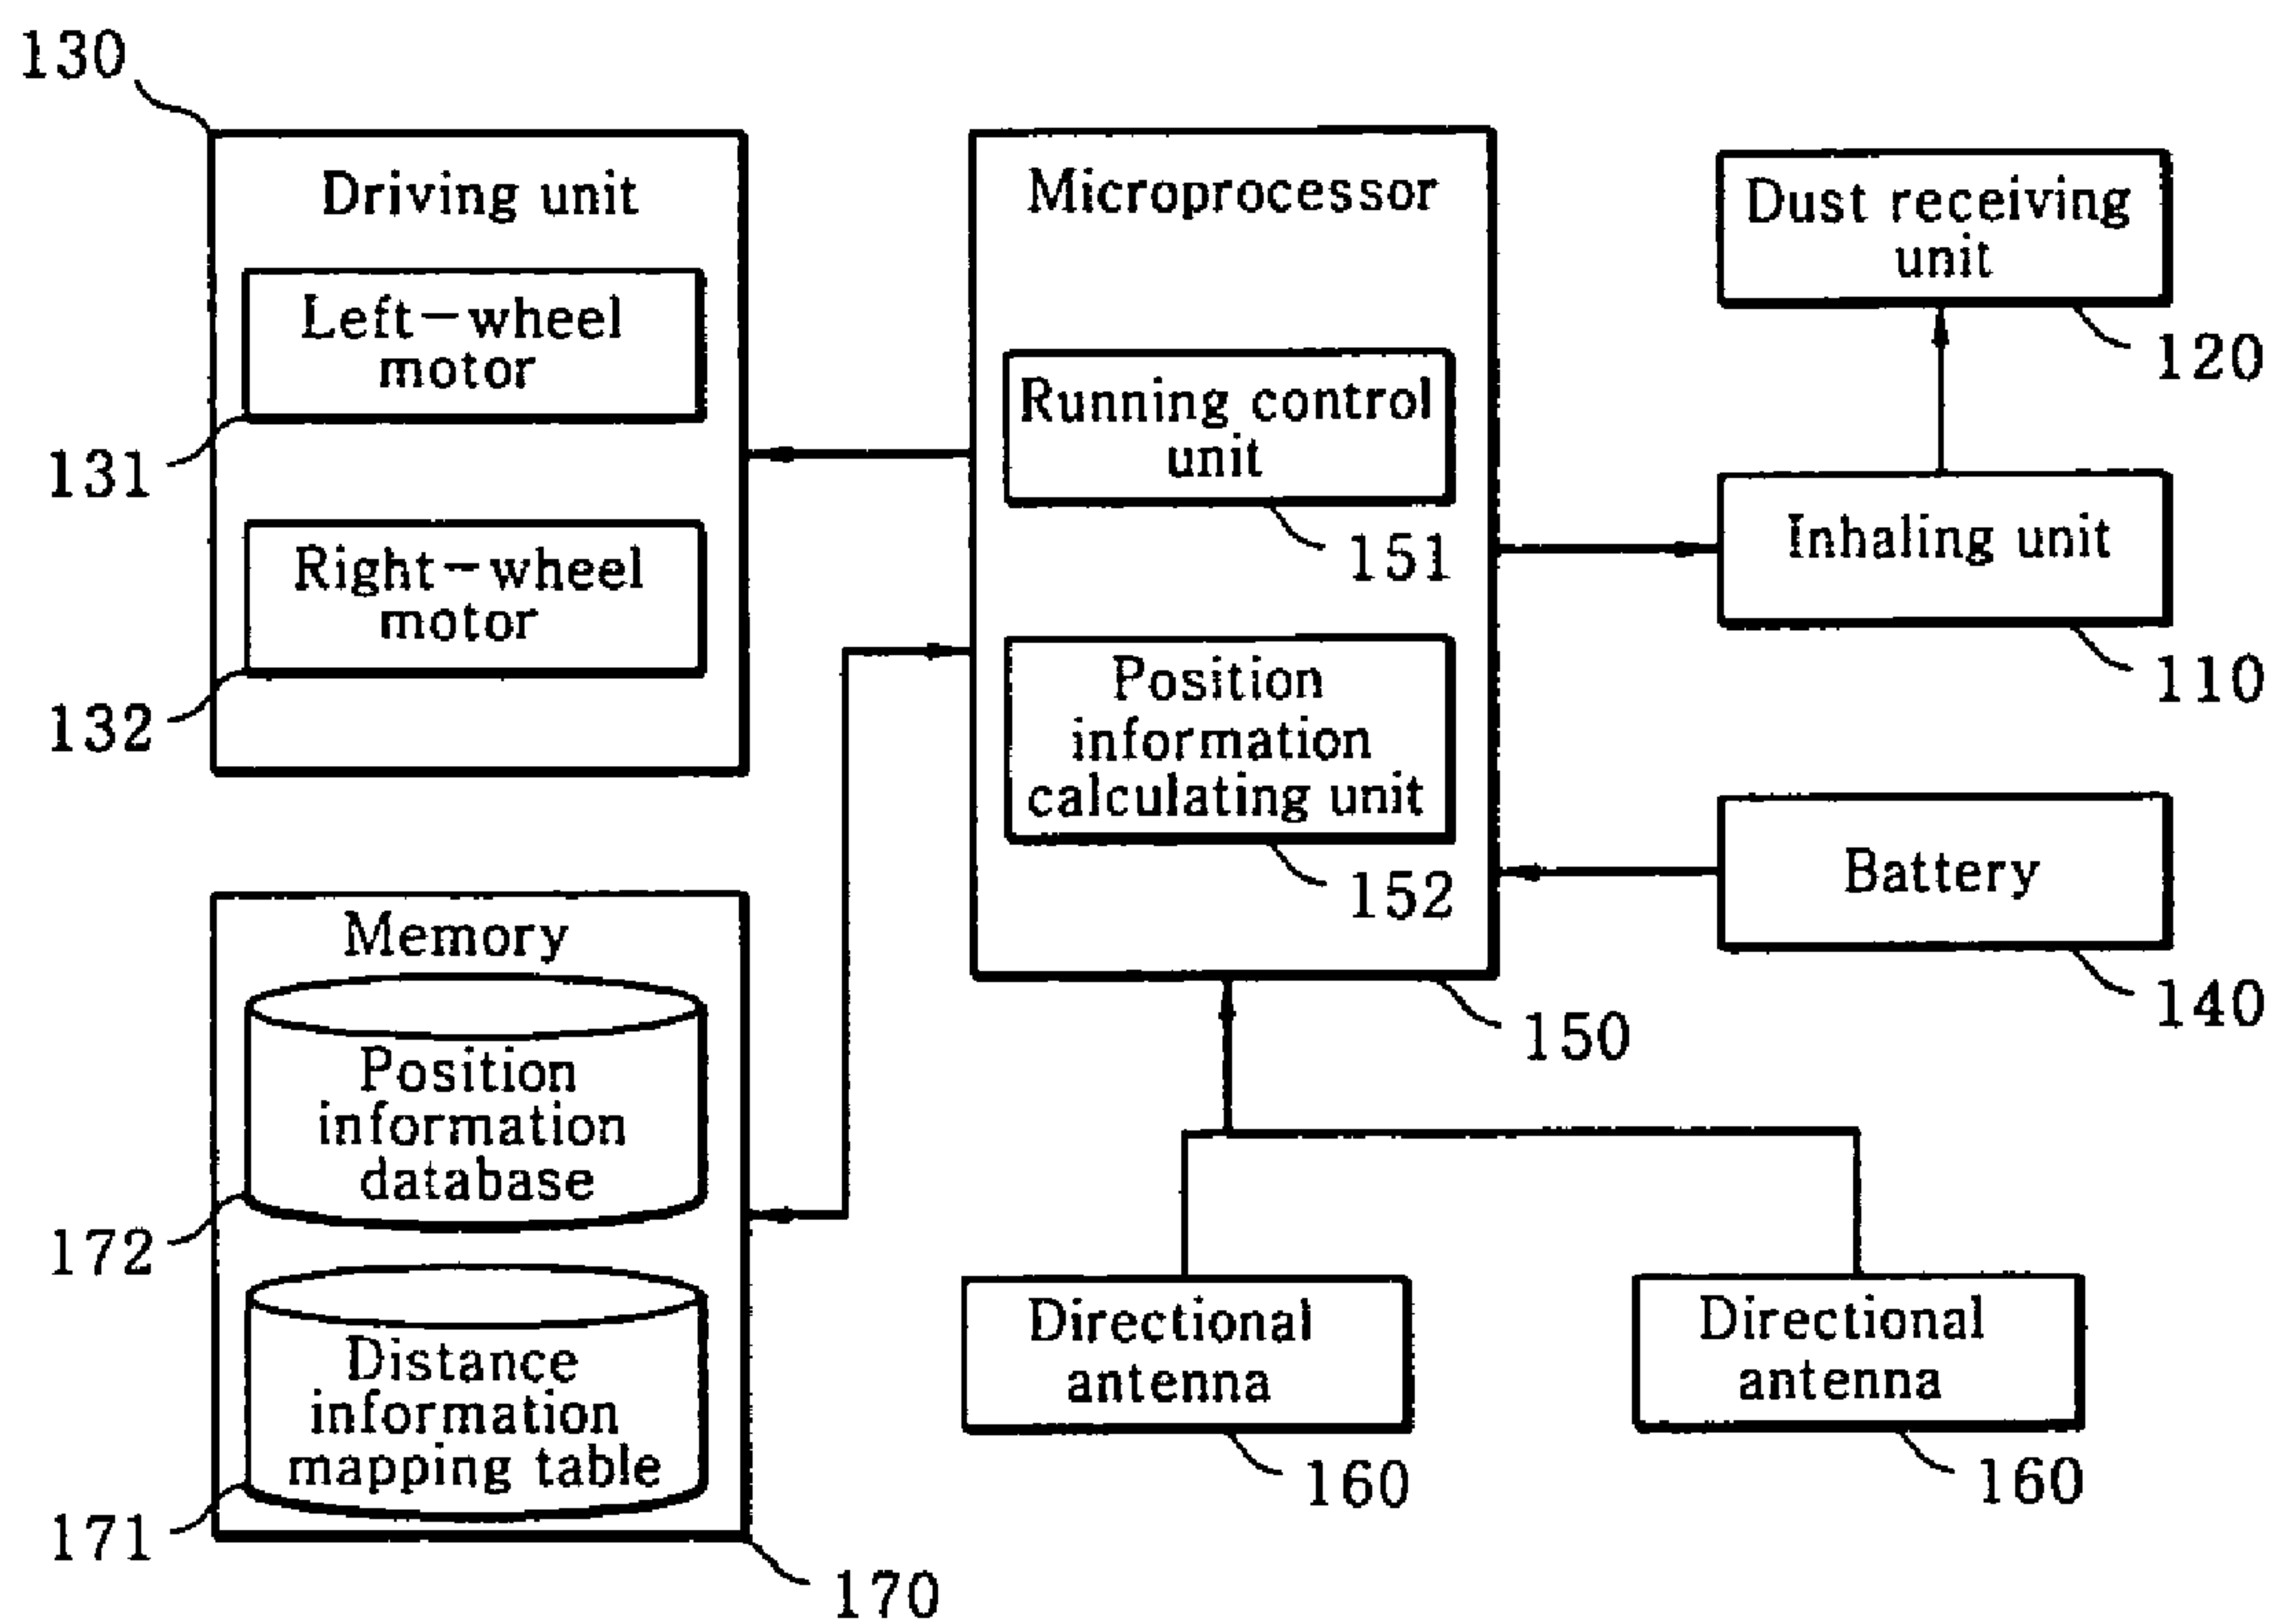 130
Driving unit
Left-wheel
motor
131
Right-wheel
motor
132
Microprocessor
Running control
unit
151
Position
information
calculating unit
152
150
Dust receiving
unit
120
Inhaling unit
110
Battery
140
Memory
Position
information
database
172
Distance
information
mapping table
171
170
Directional
antenna
160
Directional
antenna
160